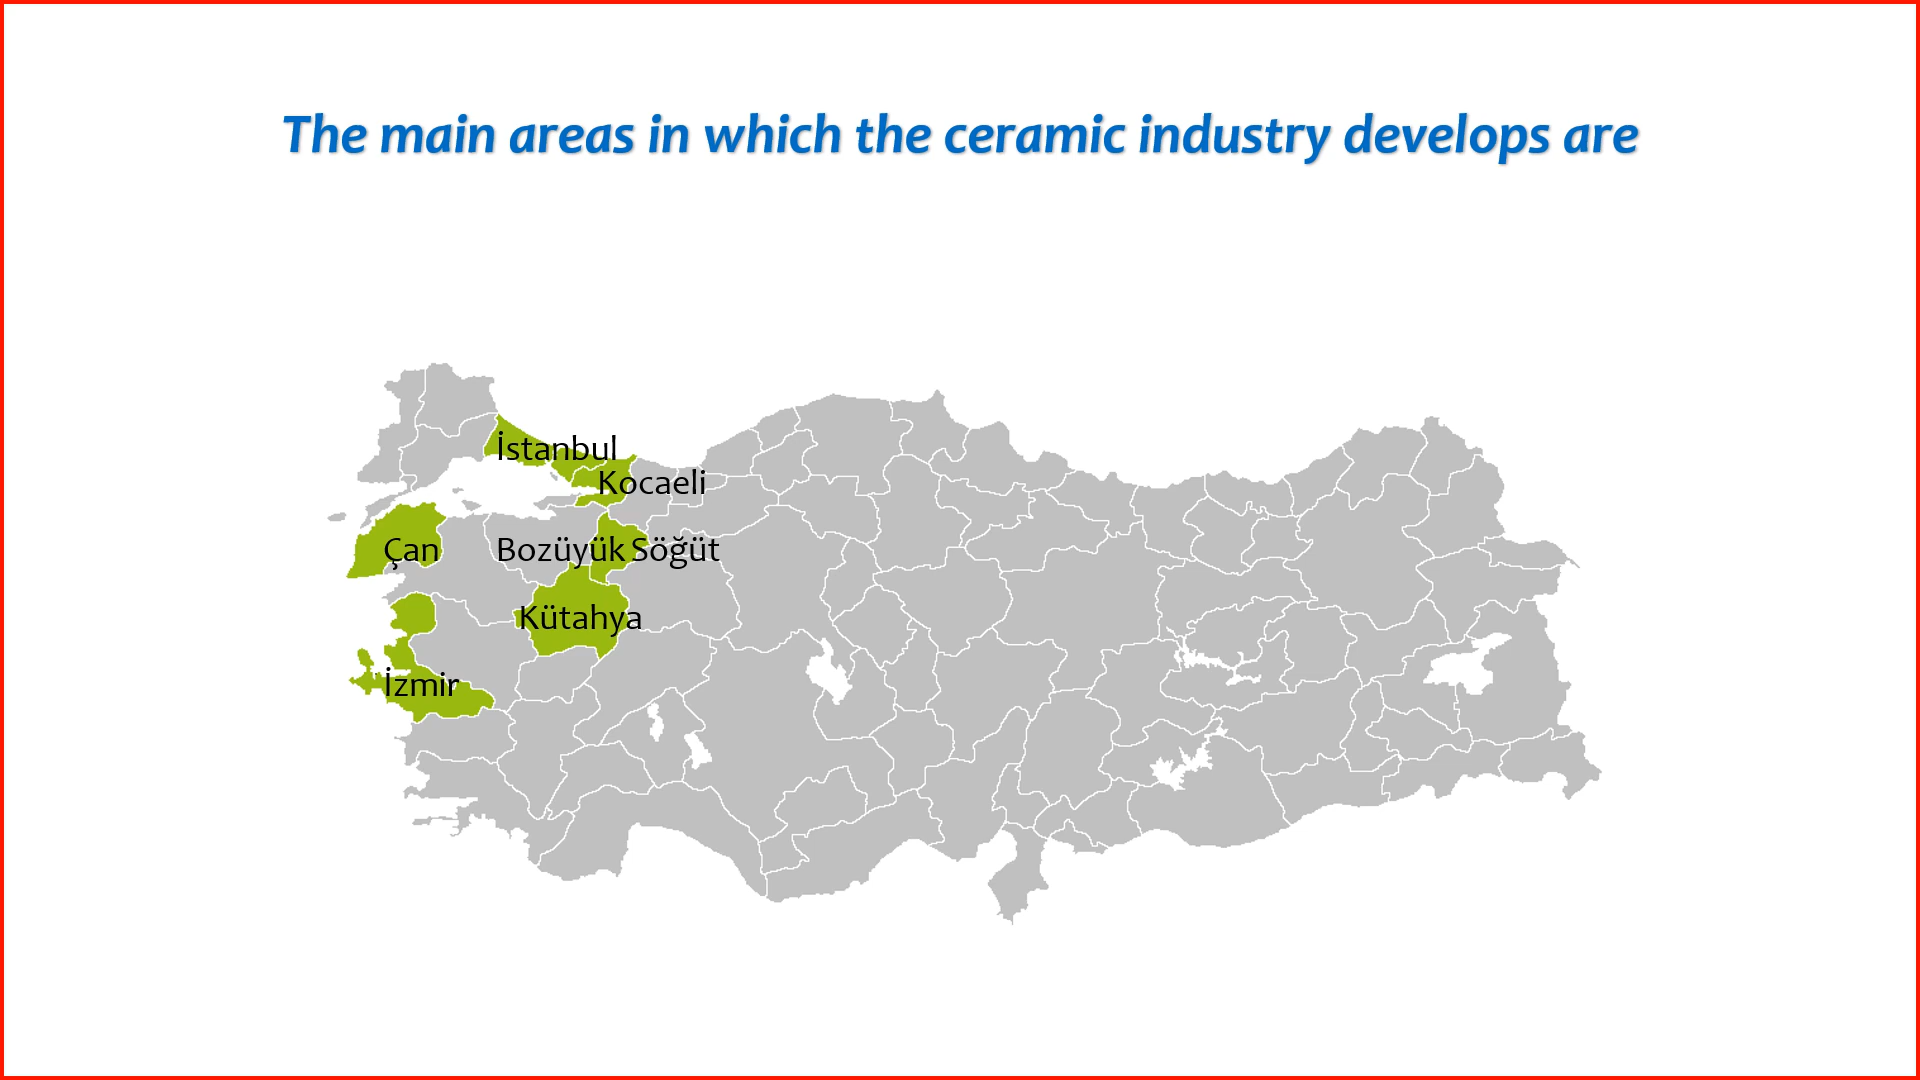 The main areas in which the ceramic industry develops are
İstanbul
Kocaeli
Çan
Bozüyük Söğüt
Kütahya
İzmir